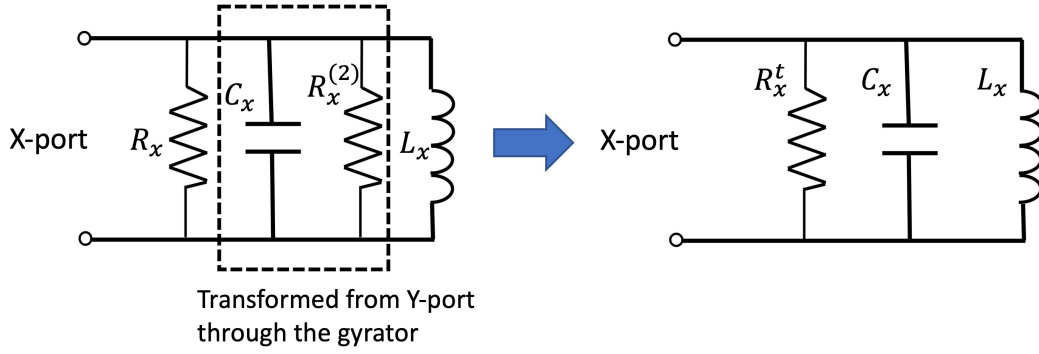 X-port
R_x
C_x
R_x^{(2)}
L_x
Transformed from Y-port
through the gyrator
X-port
R_x^t
C_x
L_x